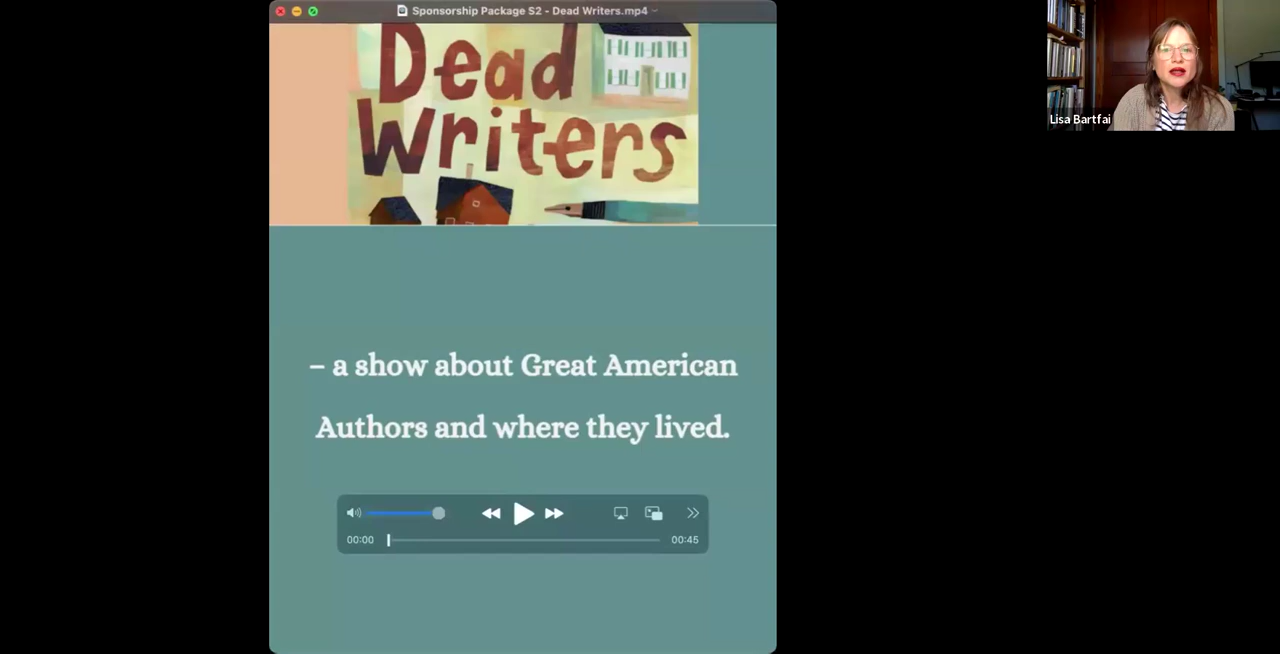 Sponsorship Package S2 - Dead Writers.mp4
Dead
Writers
– a show about Great American
Authors and where they lived.
00:00
00:45
Lisa Bartfai